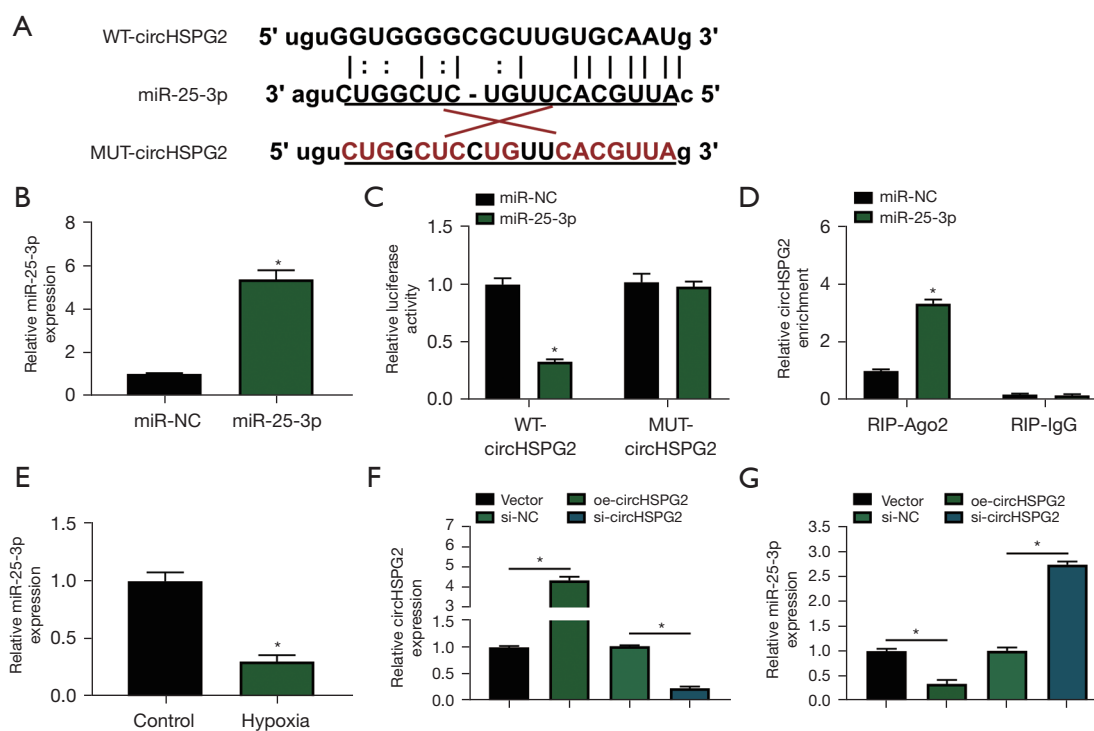 A
WT-circHSPG2 5' uguGGUGGGGCGCUUGUGCAAUg 3'
miR-25-3p 3' aguCUGGCUC - UGUUCACGUUAc 5'
MUT-circHSPG2 5' uguCUGGCUCCUGUUCACGUUAg 3'
B
Relative miR-25-3p
expression
8
6
4
2
0
*
miR-NC miR-25-3p
C
miR-NC
miR-25-3p
Relative luciferase
activity
1.5
1.0
0.5
0.0
*
WT-
circHSPG2
MUT-
circHSPG2
D
miR-NC
miR-25-3p
Relative circHSPG2
enrichment
6
4
2
0
*
RIP-Ago2 RIP-IgG
E
Relative miR-25-3p
expression
1.5
1.0
0.5
0.0
*
Control Hypoxia
F
Vector oe-circHSPG2
si-NC si-circHSPG2
Relative circHSPG2
expression
7
6
5
4
3
2
1.5
1.0
0.5
0.0
*
*
G
Vector oe-circHSPG2
si-NC si-circHSPG2
Relative miR-25-3p
expression
3.5
3.0
2.5
2.0
1.5
1.0
0.5
0.0
*
*